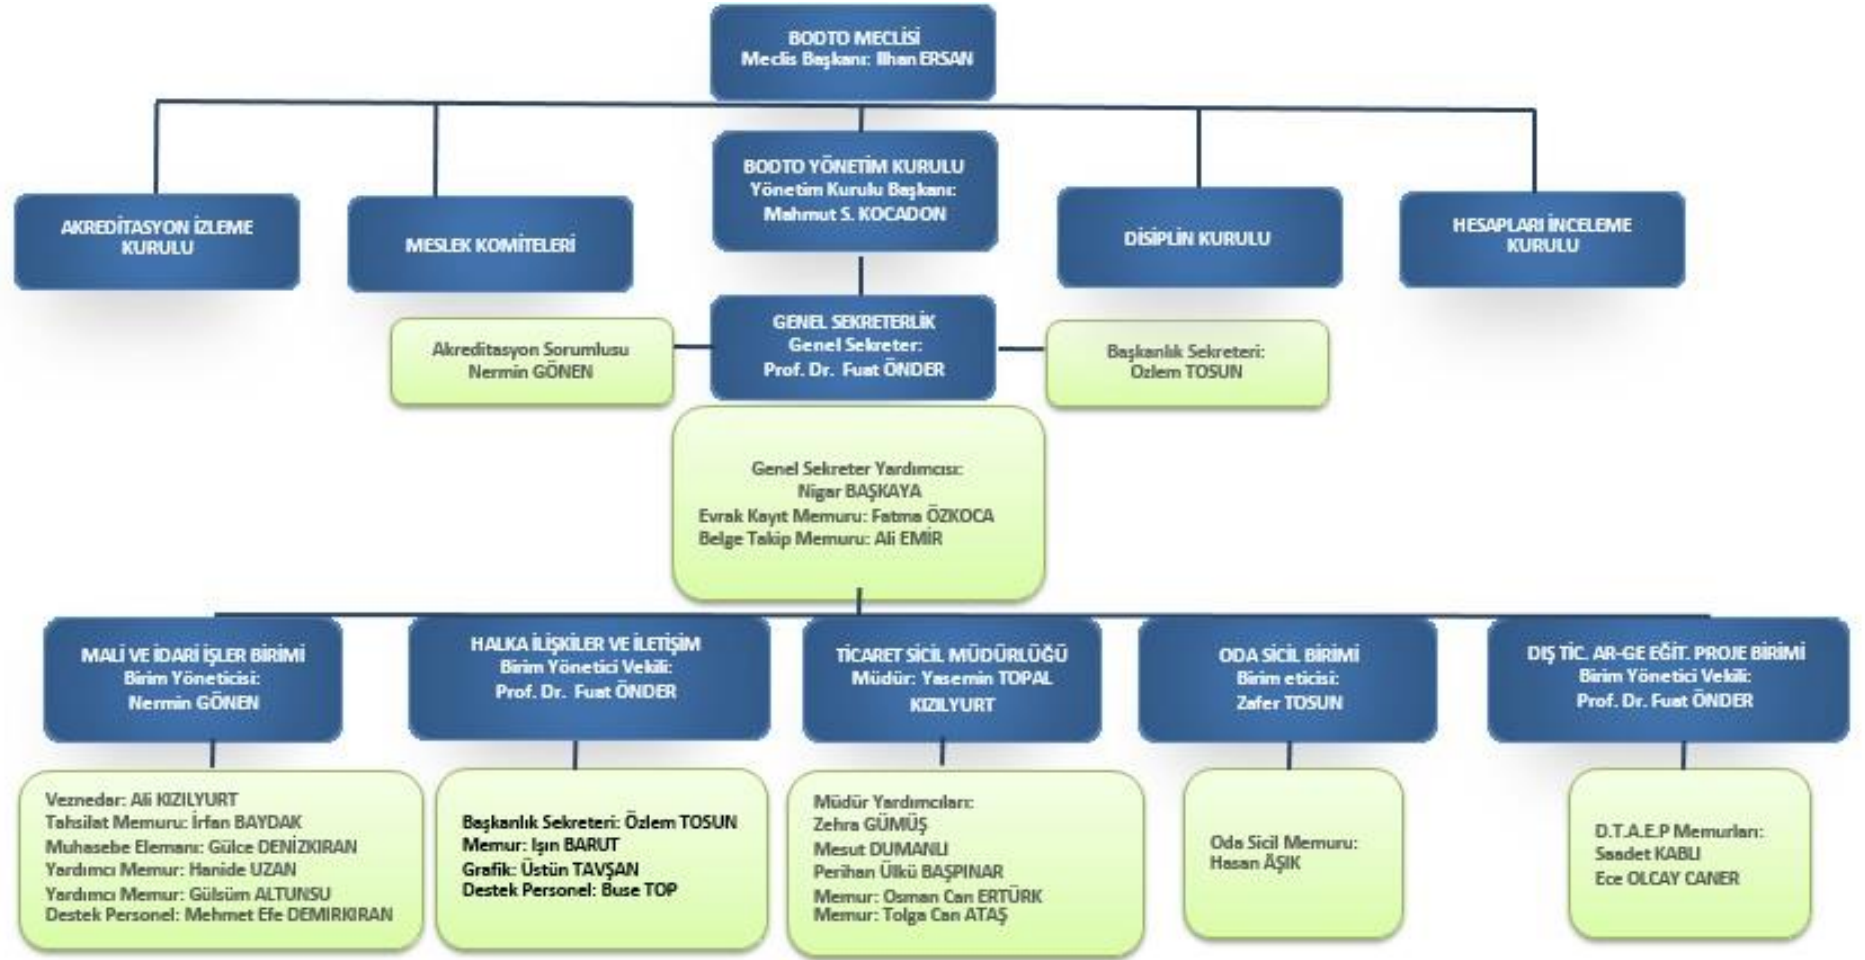 BODTO MECLİSİ
Meclis Başkanı: Ilhan ERSAN
AKREDİTASYON İZLEME
KURULU
MESLEK KOMİTELERİ
BODTO YÖNETİM KURULU
Yönetim Kurulu Başkanı:
Mahmut S. KOCADON
DİSİPLİN KURULU
HESAPLARI İNCELEME
KURULU
Akreditasyon Sorumlusu
Nermin GÖNEN
GENEL SEKRETERLİK
Genel Sekreter:
Prof. Dr. Fuat ÖNDER
Başkanlık Sekreteri:
Ozlem TOSUN
Genel Sekreter Yardımcısı:
Nigar BAŞKAYA
Evrak Kayıt Memuru: Fatma ÖZKOCA
Belge Takip Memuru: Ali EMİR
MALİ VE İDARİ İŞLER BİRİMİ
Birim Yöneticisi:
Nermin GÖNEN
HALKA İLİŞKİLER VE İLETİŞİM
Birim Yönetici Vekili:
Prof. Dr. Fuat ÖNDER
TİCARET SİCİL MÜDÜRLÜĞÜ
Müdür: Yasemin TOPAL
KIZILYURT
ODA SİCİL BİRİMİ
Birim eticisi:
Zafer TOSUN
DIŞ TİC. AR-GE EĞİT. PROJE BİRİMİ
Birim Yönetici Vekili:
Prof. Dr. Fuat ÖNDER
Veznedar: Ali KIZILYURT
Tahsilat Memuru: İrfan BAYDAK
Muhasebe Elemanı: Gülce DENİZKIRAN
Yardımcı Memur: Hanide UZAN
Yardımcı Memur: Gülsüm ALTUNSU
Destek Personel: Mehmet Efe DEMIRKIRAN
Başkanlık Sekreteri: Özlem TOSUN
Memur: Işın BARUT
Grafik: Üstün TAVŞAN
Destek Personel: Buse TOP
Müdür Yardımcıları:
Zehra GÜMÜŞ
Mesut DUMANLI
Perihan Ülkü BAŞPINAR
Memur: Osman Can ERTÜRK
Memur: Tolga Can ATAŞ
Oda Sicil Memuru:
Hasan ÂŞIK
D.T.A.E.P Memurları:
Saadet KABLI
Ece OLCAY CANER